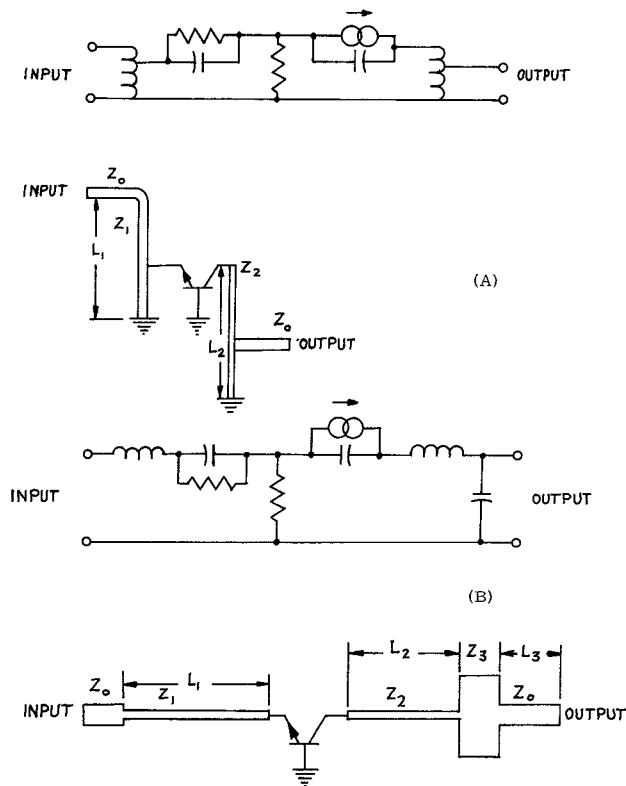 INPUT
OUTPUT
INPUT
Z₀
Z₁
L₁
Z₂
L₂
Z₀
OUTPUT
(A)
INPUT
OUTPUT
(B)
INPUT
Z₀
L₁
Z₁
L₂
Z₂
Z₃
L₃
Z₀
OUTPUT